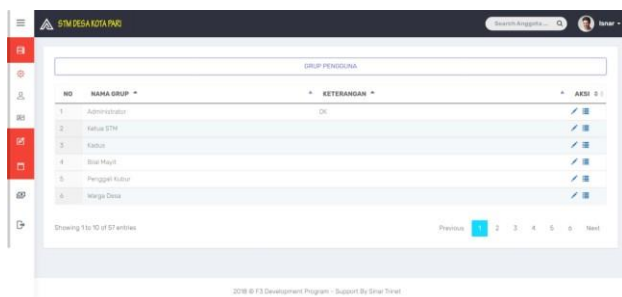 STM DESA KOTA PARI
Search Anggota...
Isnar
GRUP PENGGUNA
NO NAMA GRUP KETERANGAN AKSI
1 Administrator OK
2 Ketua STM
3 Kadus
4 Bilal Mayit
5 Penggali Kubur
6 Warga Desa
Showing 1 to 10 of 57 entries
Previous 1 2 3 4 5 6 Next
2018 © F3 Development Program - Support By Sinar Trinet